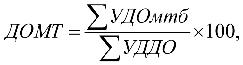 ДОМТ = ∑УДОмтб / ∑УДДО × 100,